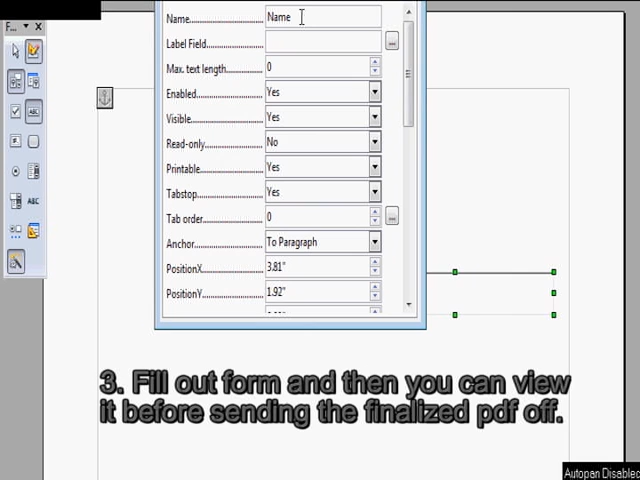 F...
Name
Name
Label Field
...
Max. text length
0
Enabled
Yes
Visible
Yes
Read-only
No
Printable
Yes
Tabstop
Yes
Tab order
0
...
Anchor
To Paragraph
PositionX
3.81"
PositionY
1.92"
ABC
3. Fill out form and then you can view
it before sending the finalized pdf off.
Autopan Disabled